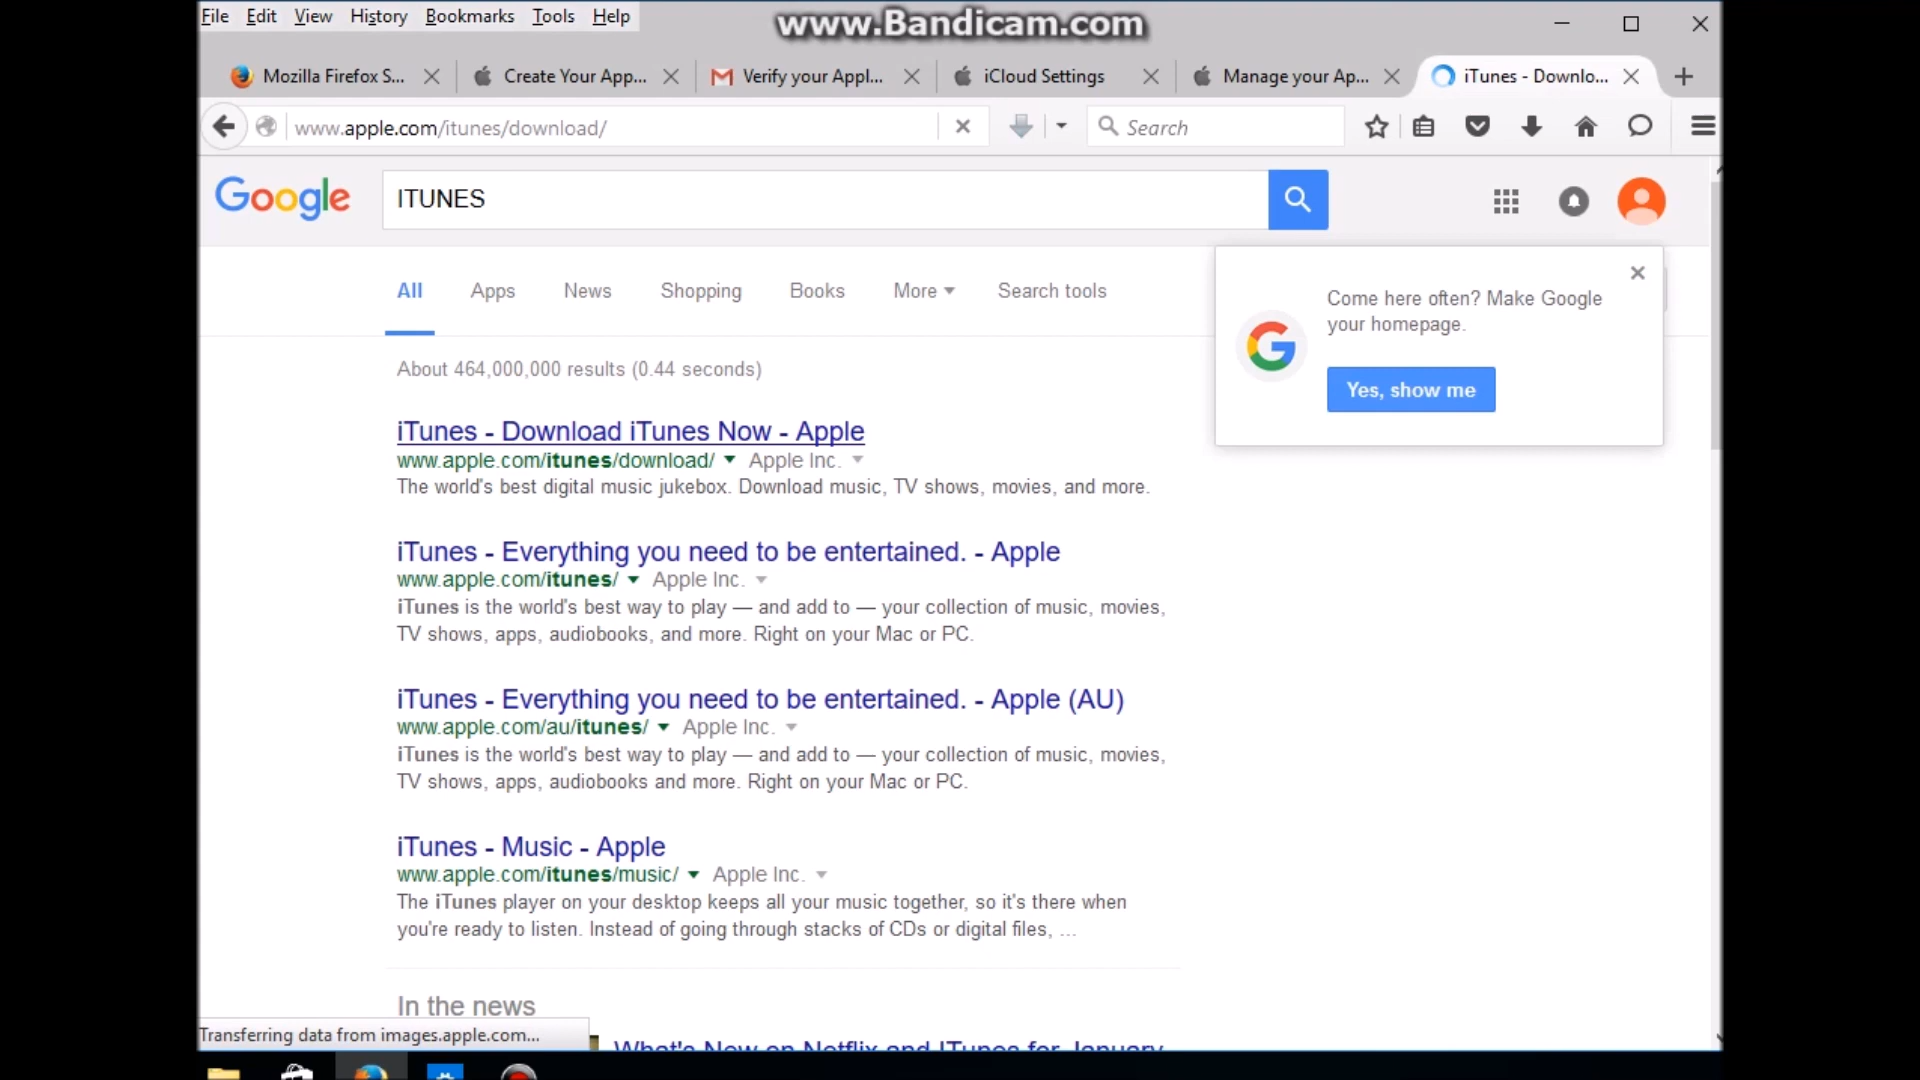 File Edit View History Bookmarks Tools Help
www.Bandicam.com
Mozilla Firefox S...
Create Your App...
Verify your Appl...
iCloud Settings
Manage your Ap...
iTunes - Downlo...
www.apple.com/itunes/download/
Search
Google
ITUNES
All Apps News Shopping Books More Search tools
Come here often? Make Google
your homepage.
Yes, show me
About 464,000,000 results (0.44 seconds)
iTunes - Download iTunes Now - Apple
www.apple.com/itunes/download/ Apple Inc.
The world's best digital music jukebox. Download music, TV shows, movies, and more.
iTunes - Everything you need to be entertained. - Apple
www.apple.com/itunes/ Apple Inc.
iTunes is the world's best way to play — and add to — your collection of music, movies,
TV shows, apps, audiobooks, and more. Right on your Mac or PC.
iTunes - Everything you need to be entertained. - Apple (AU)
www.apple.com/au/itunes/ Apple Inc.
iTunes is the world's best way to play — and add to — your collection of music, movies,
TV shows, apps, audiobooks and more. Right on your Mac or PC.
iTunes - Music - Apple
www.apple.com/itunes/music/ Apple Inc.
The iTunes player on your desktop keeps all your music together, so it's there when
you're ready to listen. Instead of going through stacks of CDs or digital files, ...
In the news
Transferring data from images.apple.com...
What's New on Netflix and iTunes for January